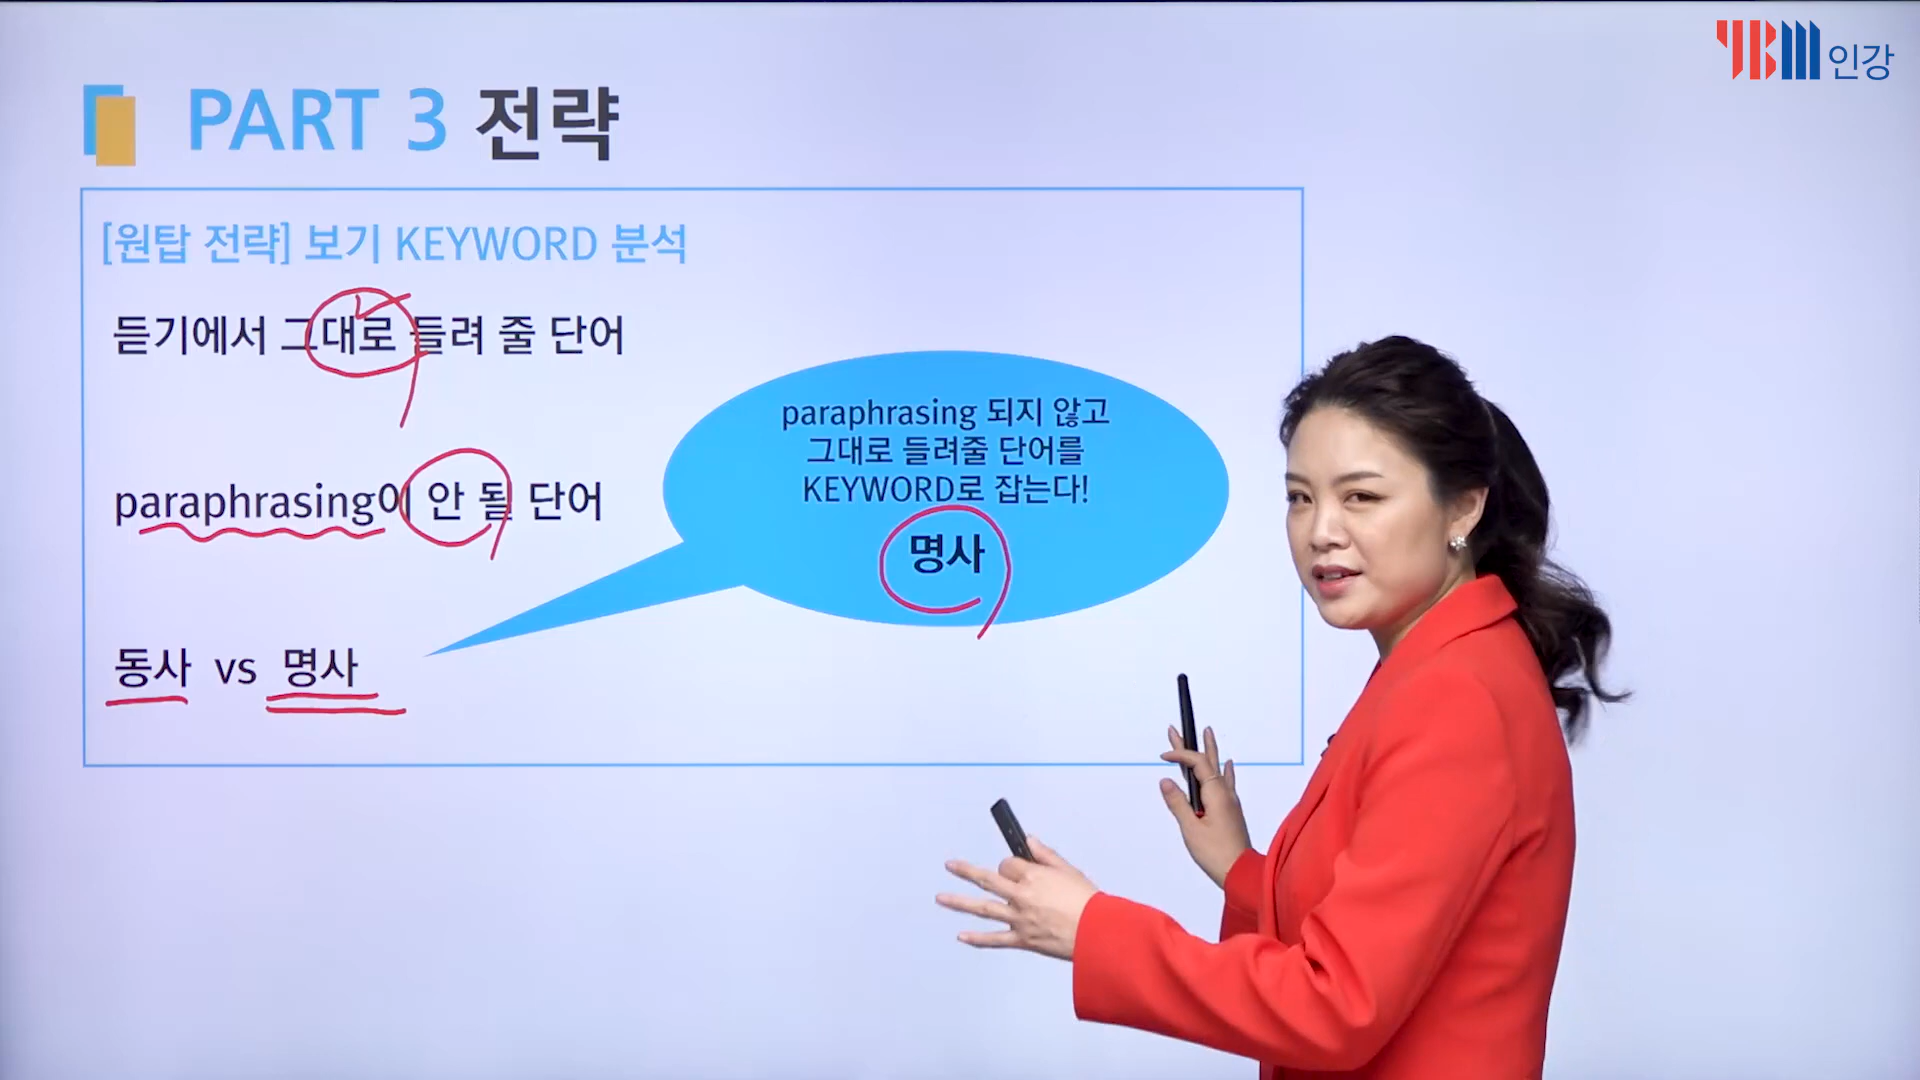 YBM 인강
PART 3 전략
[원탑 전략] 보기 KEYWORD 분석
듣기에서 그대로 들려 줄 단어
paraphrasing이 안 될 단어
동사 vs 명사
paraphrasing 되지 않고
그대로 들려줄 단어를
KEYWORD로 잡는다!
명사